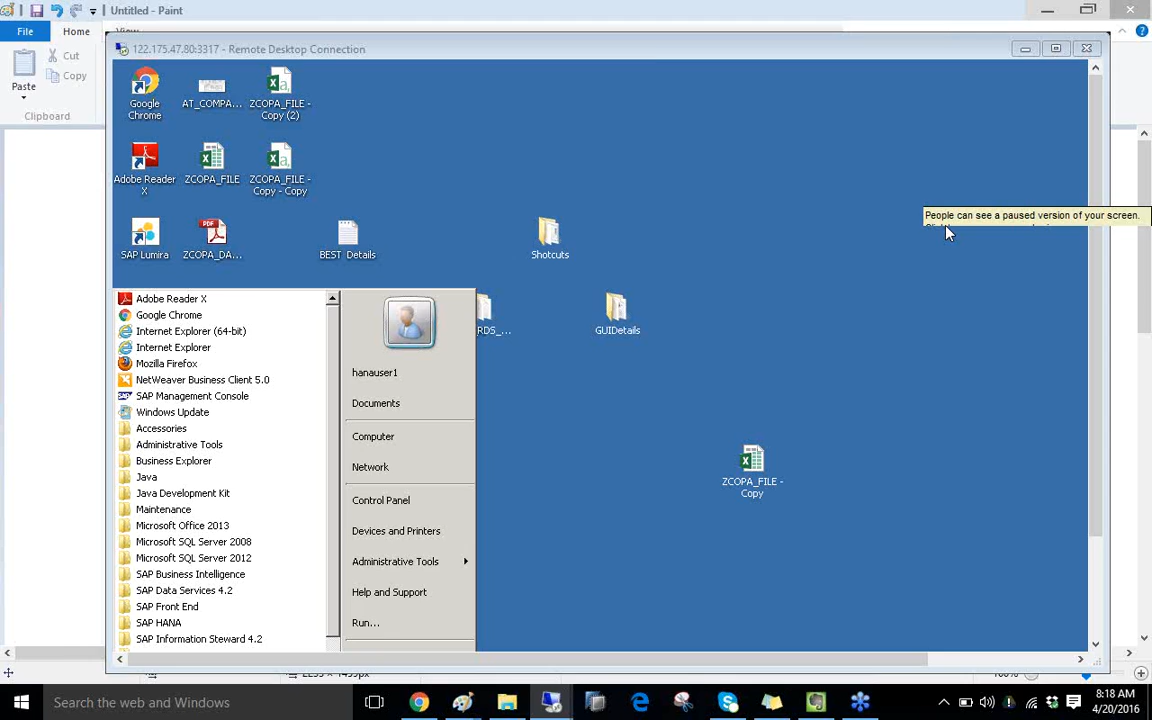 Untitled - Paint
File
Home
View
Paste
Cut
Copy
Clipboard
122.175.47.80:3317 - Remote Desktop Connection
Google
Chrome
AT_COMPA...
ZCOPA_FILE -
Copy (2)
Adobe Reader
X
ZCOPA_FILE
ZCOPA_FILE -
Copy - Copy
SAP Lumira
ZCOPA_DA...
BEST Details
Shotcuts
RDS_...
GUIDetails
ZCOPA_FILE -
Copy
People can see a paused version of your screen.
Adobe Reader X
Google Chrome
Internet Explorer (64-bit)
Internet Explorer
Mozilla Firefox
NetWeaver Business Client 5.0
SAP Management Console
Windows Update
Accessories
Administrative Tools
Business Explorer
Java
Java Development Kit
Maintenance
Microsoft Office 2013
Microsoft SQL Server 2008
Microsoft SQL Server 2012
SAP Business Intelligence
SAP Data Services 4.2
SAP Front End
SAP HANA
SAP Information Steward 4.2
hanauser1
Documents
Computer
Network
Control Panel
Devices and Printers
Administrative Tools
Help and Support
Run...
Search the web and Windows
8:18 AM
4/20/2016